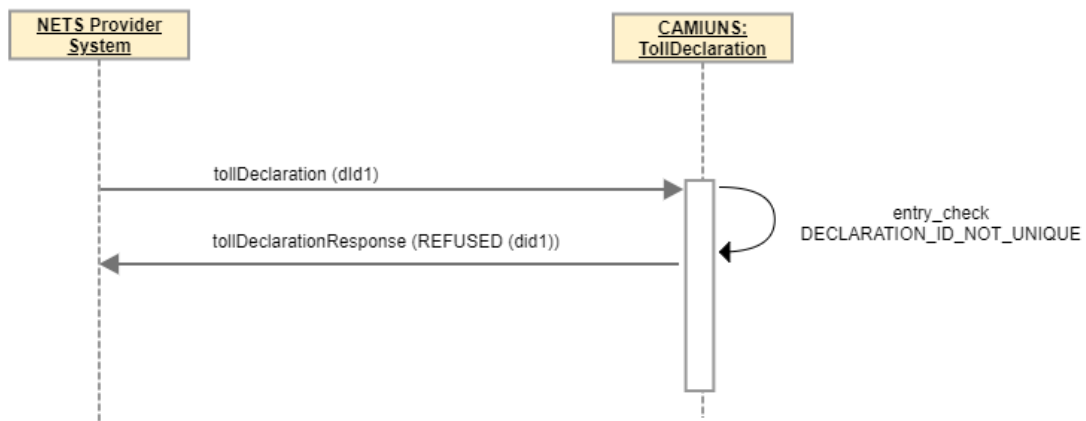 NETS Provider
System
CAMIUNS:
TollDeclaration
tollDeclaration (dId1)
entry_check
DECLARATION_ID_NOT_UNIQUE
tollDeclarationResponse (REFUSED (did1))